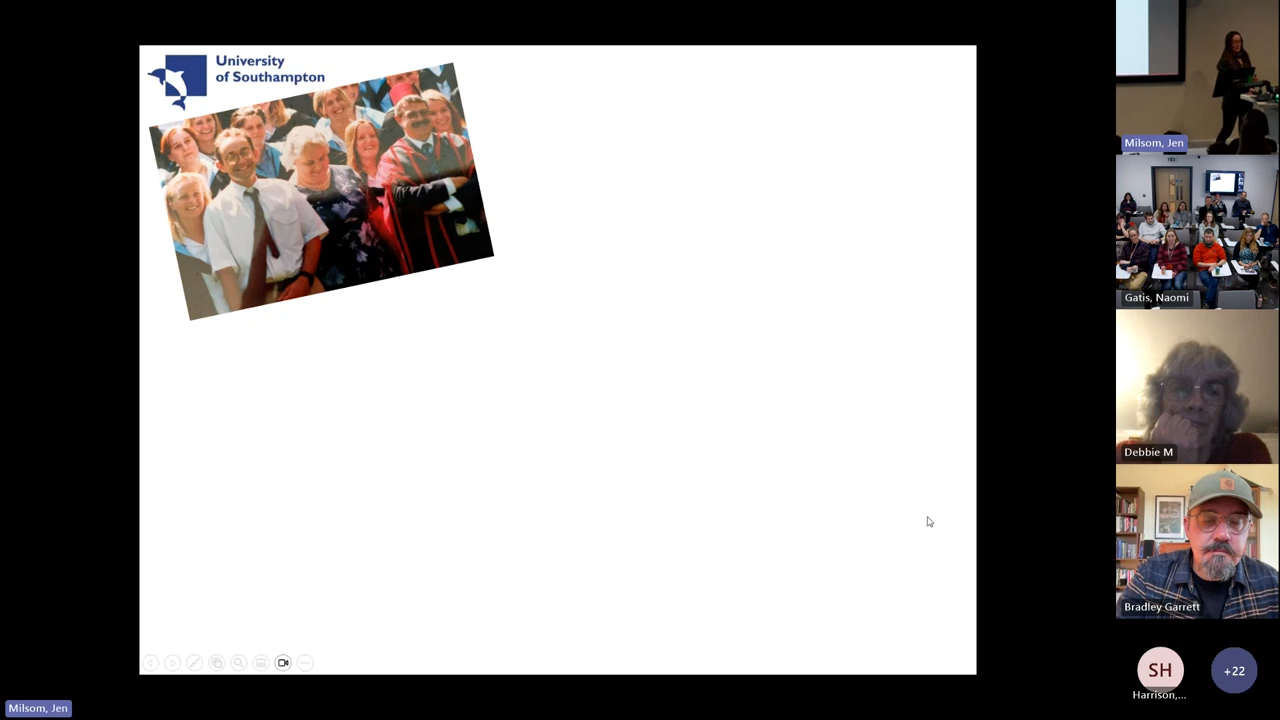 University
of Southampton
Milsom, Jen
Gatis, Naomi
Debbie M
Bradley Garrett
SH
+22
Harrison,...
Milsom, Jen